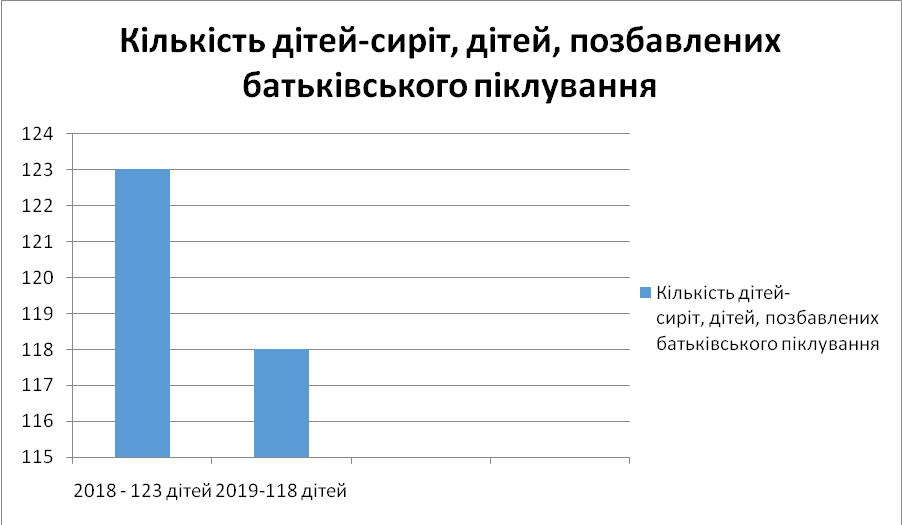 Кількість дітей-сиріт, дітей, позбавлених
батьківського піклування
124
123
122
121
120
119
118
117
116
115
2018 - 123 дітей 2019-118 дітей
Кількість дітей-
сиріт, дітей, позбавлених
батьківського піклування